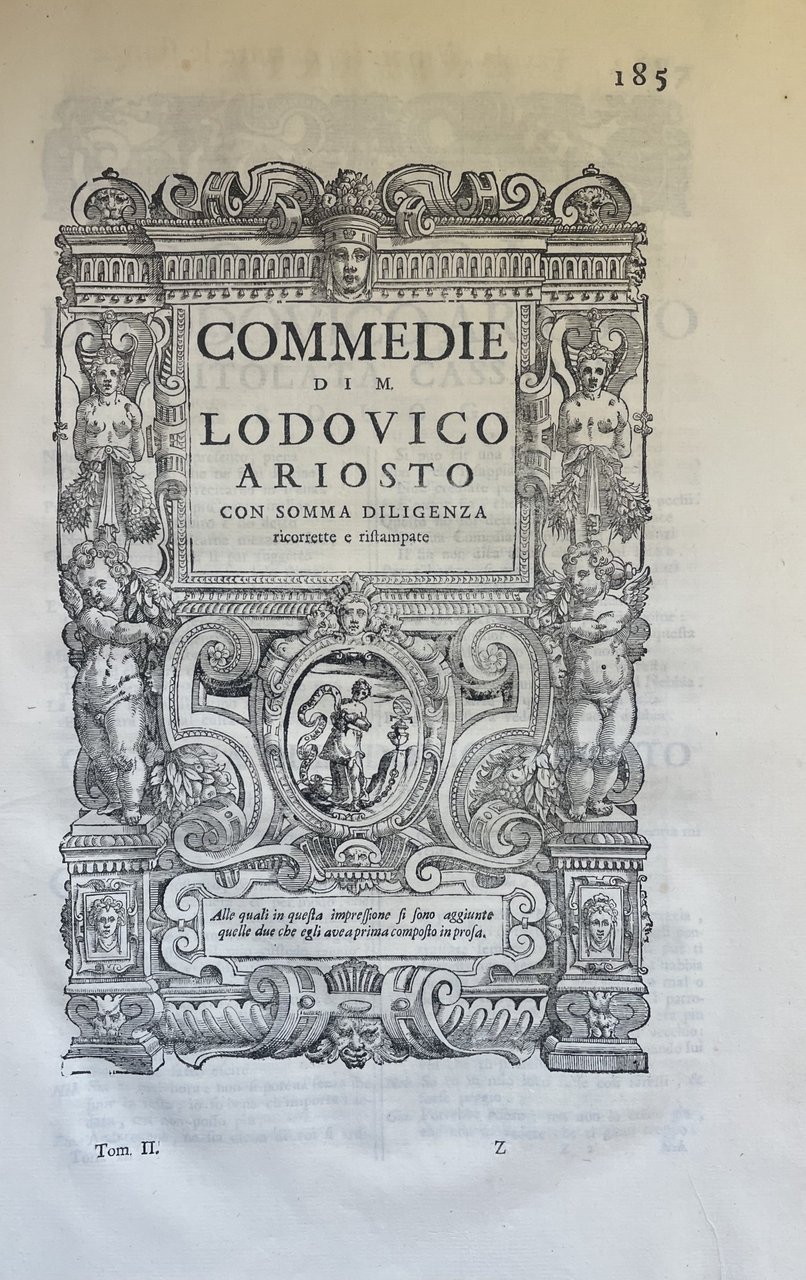 185
COMMEDIE
DI M.
LODOVICO
ARIOSTO
CON SOMMA DILIGENZA
ricorrette e riſtampate
Alle quali in queſta impreſſione ſi ſono aggiunte
quelle due che egli avea prima compoſto in proſa.
Tom. II.
Z